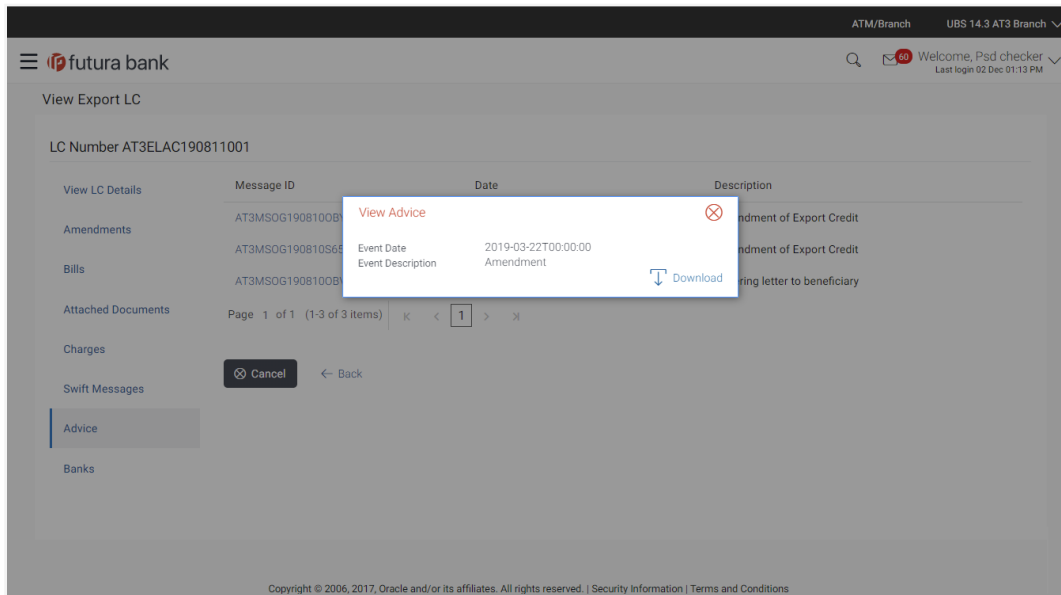 ATM/Branch UBS 14.3 AT3 Branch
futura bank
60 Welcome, Psd checker
Last login 02 Dec 01:13 PM
View Export LC
LC Number AT3ELAC190811001
View LC Details
Amendments
Bills
Attached Documents
Charges
Swift Messages
Advice
Banks
Message ID Date Description
View Advice
Event Date 2019-03-22T00:00:00
Event Description Amendment
Download
ndment of Export Credit
AT3MSOG190810S65 ndment of Export Credit
ring letter to beneficiary
Page 1 of 1 (1-3 of 3 items) 1
Cancel Back
Copyright © 2006, 2017, Oracle and/or its affiliates. All rights reserved. | Security Information | Terms and Conditions